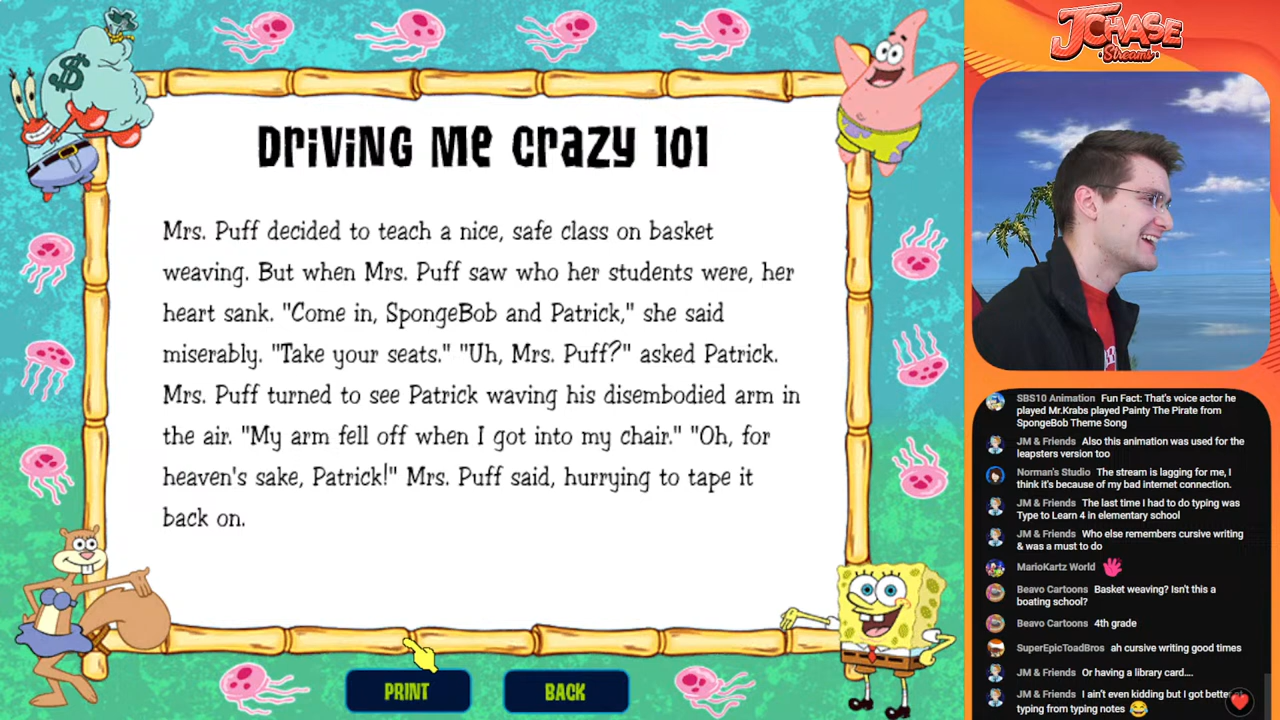 JCHASE
Streams
$
DRiViNG ME CRAZY 101
Mrs. Puff decided to teach a nice, safe class on basket
weaving. But when Mrs. Puff saw who her students were, her
heart sank. "Come in, SpongeBob and Patrick," she said
miserably. "Take your seats." "Uh, Mrs. Puff?" asked Patrick.
Mrs. Puff turned to see Patrick waving his disembodied arm in
the air. "My arm fell off when I got into my chair." "Oh, for
heaven's sake, Patrick!" Mrs. Puff said, hurrying to tape it
back on.
PRINT
BACK
SBS10 Animation Fun Fact: That's voice actor he
played Mr.Krabs played Painty The Pirate from
SpongeBob Theme Song
JM & Friends Also this animation was used for the
leapsters version too
Norman's Studio The stream is lagging for me, I
think it's because of my bad internet connection.
JM & Friends The last time I had to do typing was
Type to Learn 4 in elementary school
JM & Friends Who else remembers cursive writing
& was a must to do
MarioKartz World
Beavo Cartoons Basket weaving? Isn't this a
boating school?
Beavo Cartoons 4th grade
SuperEpicToadBros ah cursive writing good times
JM & Friends Or having a library card....
JM & Friends I ain't even kidding but I got bette
typing from typing notes 😂